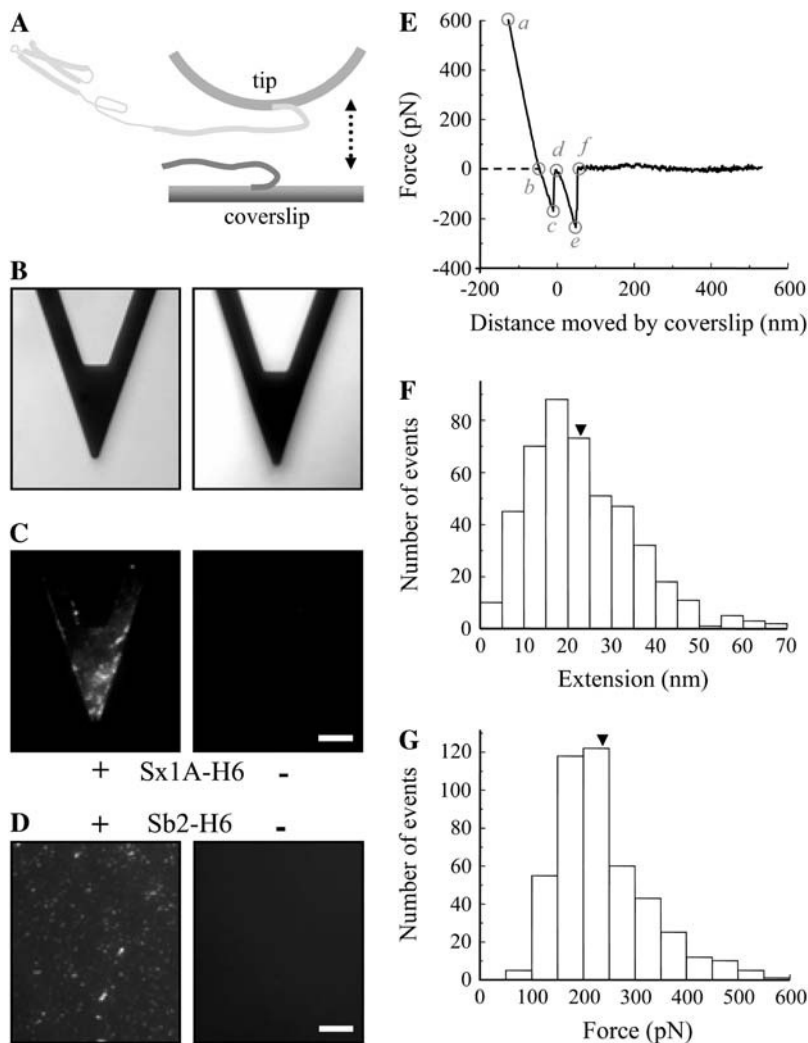 A
tip
coverslip
B
C
+ Sx1A-H6 -
D
+ Sb2-H6 -
E
Force (pN)
600
400
200
0
-200
-400
a
b
c
d
e
f
-200 0 200 400 600
Distance moved by coverslip (nm)
F
Number of events
80
60
40
20
0
0 10 20 30 40 50 60 70
Extension (nm)
G
Number of events
120
100
80
60
40
20
0
0 100 200 300 400 500 600
Force (pN)